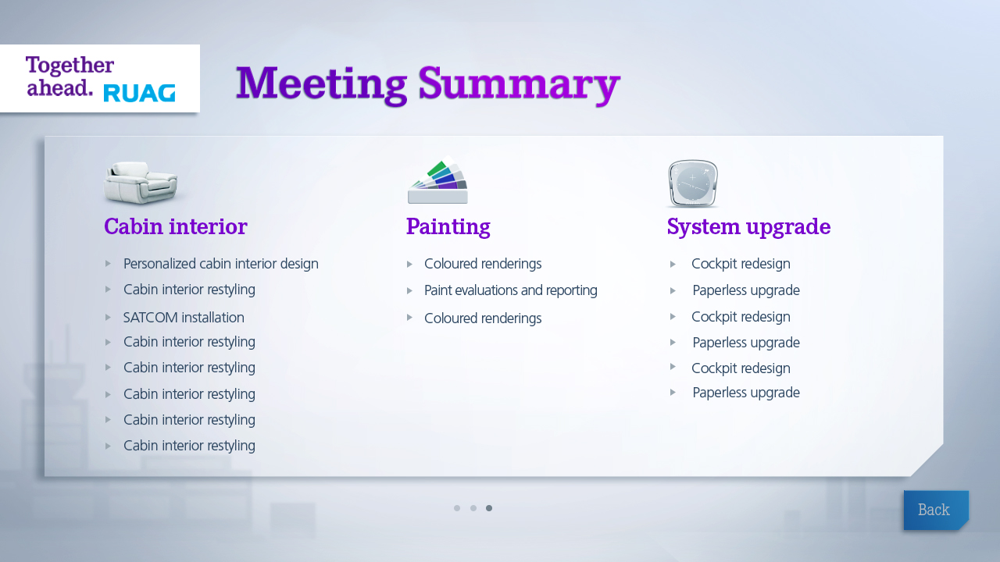 Together
ahead. RUAG
Meeting Summary
Cabin interior
Personalized cabin interior design
Cabin interior restyling
SATCOM installation
Cabin interior restyling
Cabin interior restyling
Cabin interior restyling
Cabin interior restyling
Cabin interior restyling
Painting
Coloured renderings
Paint evaluations and reporting
Coloured renderings
System upgrade
Cockpit redesign
Paperless upgrade
Cockpit redesign
Paperless upgrade
Cockpit redesign
Paperless upgrade
Back